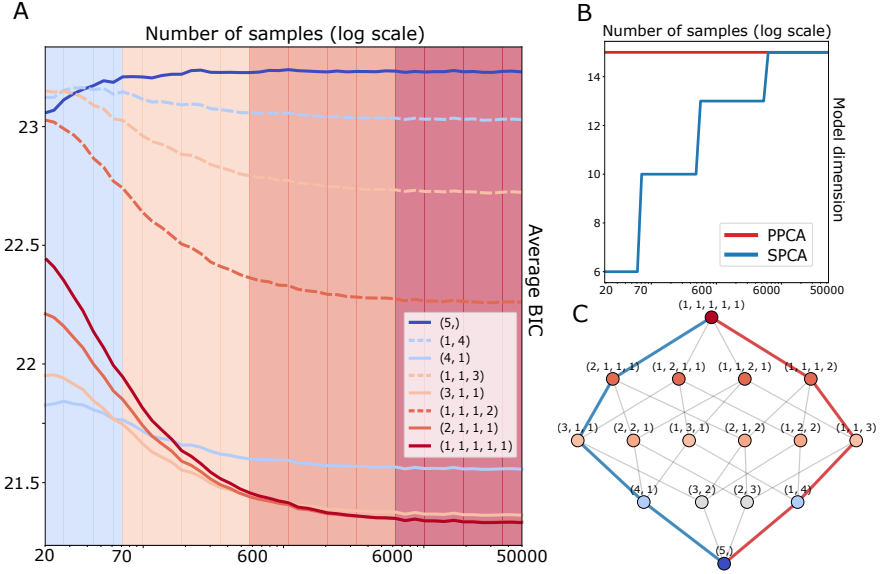 A
Number of samples (log scale)
23
22.5
22
21.5
20
70
600
6000
50000
Average BIC
(5,)
(1, 4)
(4, 1)
(1, 1, 3)
(3, 1, 1)
(1, 1, 1, 2)
(2, 1, 1, 1)
(1, 1, 1, 1, 1)
B
Number of samples (log scale)
14
12
10
8
6
20
70
600
6000
50000
Model dimension
PPCA
SPCA
C
(1, 1, 1, 1, 1)
(2, 1, 1, 1)
(1, 2, 1, 1)
(1, 1, 2, 1)
(1, 1, 1, 2)
(3, 1, 1)
(2, 2, 1)
(1, 3, 1)
(2, 1, 2)
(1, 2, 2)
(1, 1, 3)
(4, 1)
(3, 2)
(2, 3)
(1, 4)
(5,)